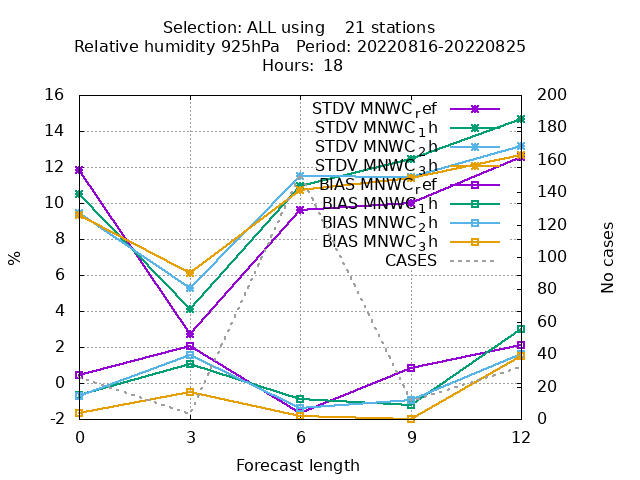 Selection: ALL using    21 stations
Relative humidity 925hPa   Period: 20220816-20220825
Hours: 18
16
14
12
10
8
6
4
2
0
-2
200
180
160
140
120
100
80
60
40
20
0
STDV MNWC_ref
STDV MNWC_1h
STDV MNWC_2h
STDV MNWC_3h
BIAS MNWC_ref
BIAS MNWC_1h
BIAS MNWC_2h
BIAS MNWC_3h
CASES
%
No cases
0 3 6 9 12
Forecast length